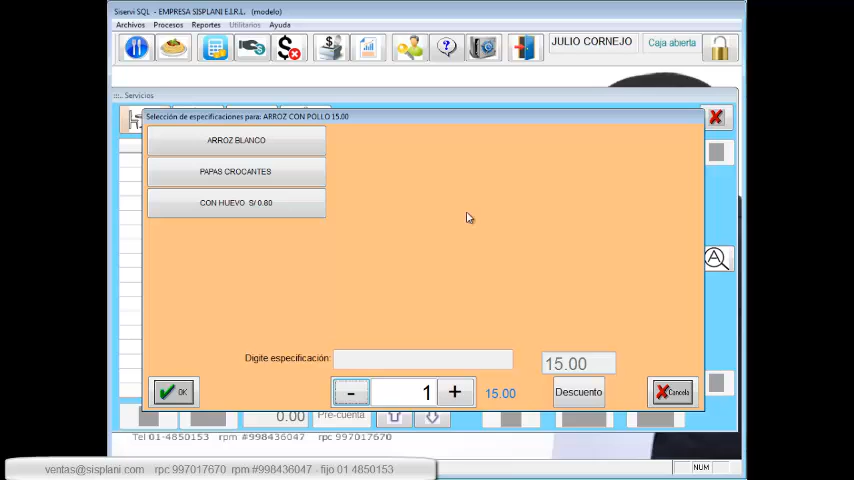 Siservi SQL - EMPRESA SISPLANI E.I.R.L. (modelo)
Archivos Procesos Reportes Utilitarios Ayuda
JULIO CORNEJO Caja abierta
:::.. Servicios
Selección de especificaciones para: ARROZ CON POLLO 15.00
ARROZ BLANCO
PAPAS CROCANTES
CON HUEVO S/ 0.80
Digite especificación: 15.00
OK - 1 + 15.00 Descuento Cancela
0.00 Pre-cuenta
Tel 01-4850153 rpm #998436047 rpc 997017670
ventas@sisplani.com rpc 997017670 rpm #998436047 - fijo 01 4850153
NUM